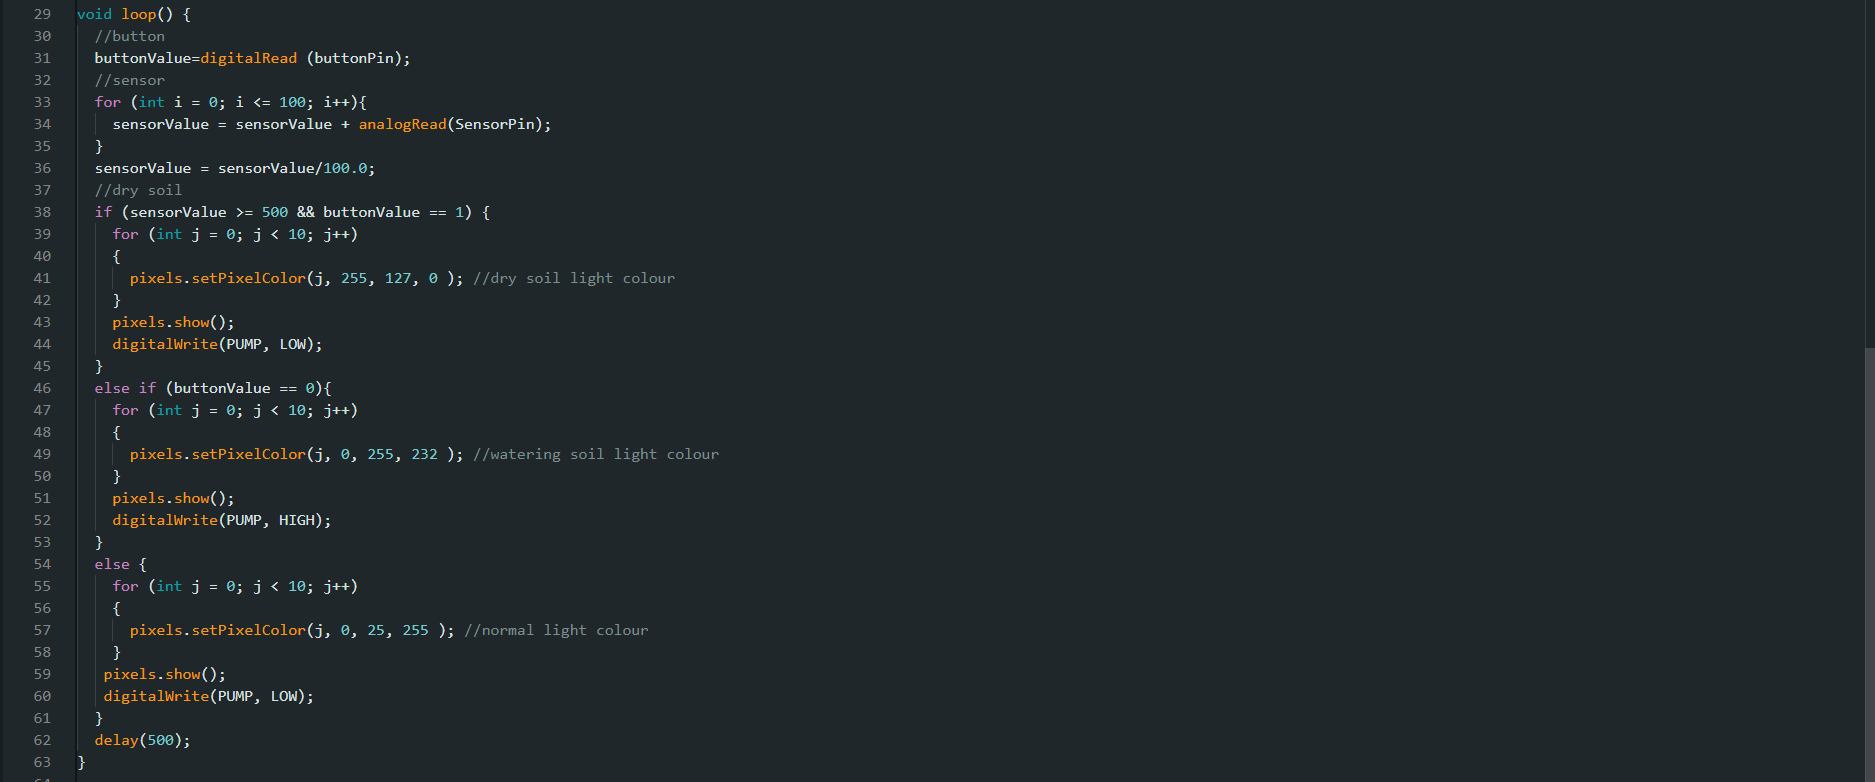 29 void loop() {
30 //button
31 buttonValue=digitalRead (buttonPin);
32 //sensor
33 for (int i = 0; i <= 100; i++){
34 sensorValue = sensorValue + analogRead(SensorPin);
35 }
36 sensorValue = sensorValue/100.0;
37 //dry soil
38 if (sensorValue >= 500 && buttonValue == 1) {
39 for (int j = 0; j < 10; j++)
40 {
41 pixels.setPixelColor(j, 255, 127, 0 ); //dry soil light colour
42 }
43 pixels.show();
44 digitalWrite(PUMP, LOW);
45 }
46 else if (buttonValue == 0){
47 for (int j = 0; j < 10; j++)
48 {
49 pixels.setPixelColor(j, 0, 255, 232 ); //watering soil light colour
50 }
51 pixels.show();
52 digitalWrite(PUMP, HIGH);
53 }
54 else {
55 for (int j = 0; j < 10; j++)
56 {
57 pixels.setPixelColor(j, 0, 25, 255 ); //normal light colour
58 }
59 pixels.show();
60 digitalWrite(PUMP, LOW);
61 }
62 delay(500);
63 }